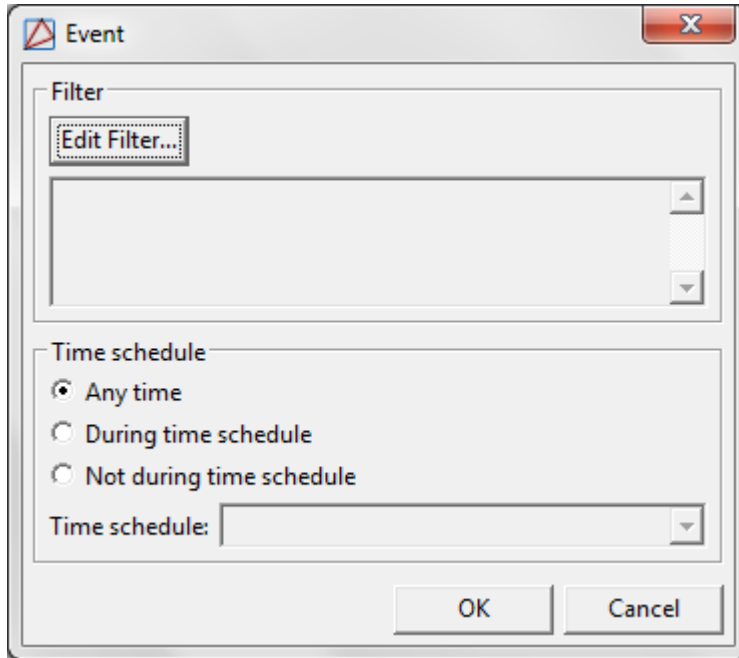 Event
Filter
Edit Filter...
Time schedule
Any time
During time schedule
Not during time schedule
Time schedule:
OK Cancel